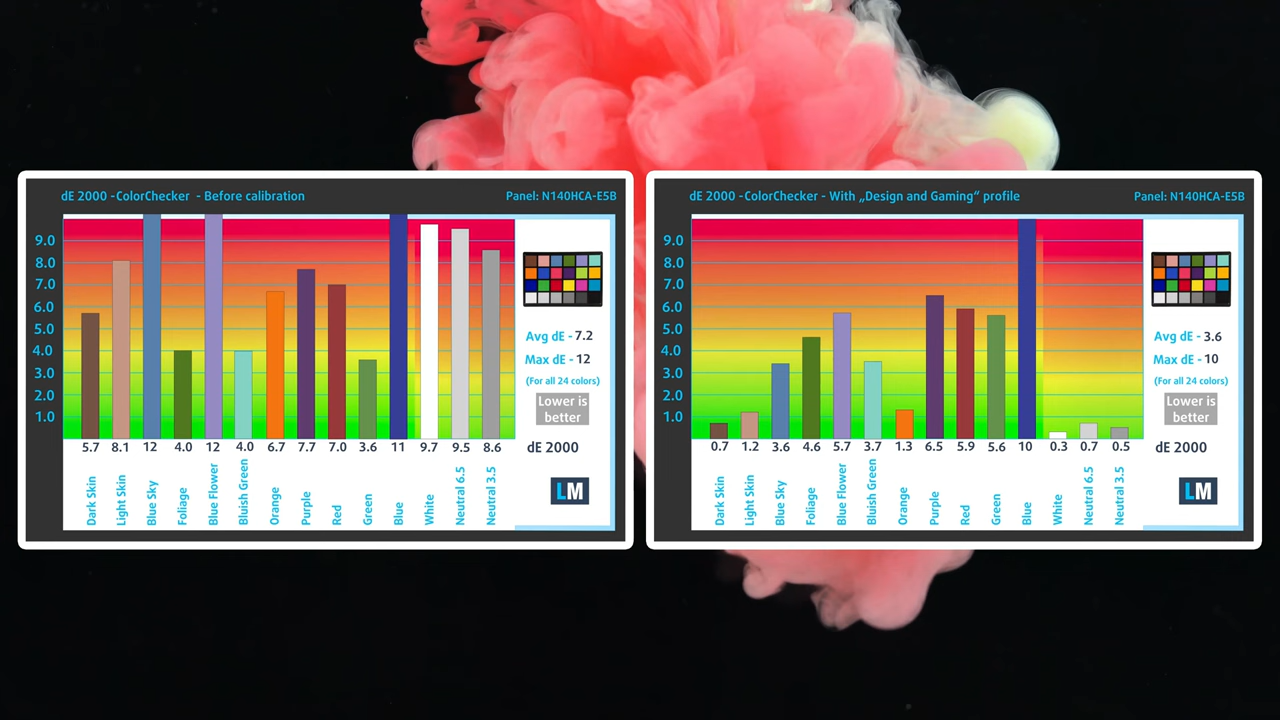 dE 2000 -ColorChecker - Before calibration
Panel: N140HCA-E5B
9.0
8.0
7.0
6.0
5.0
4.0
3.0
2.0
1.0
5.7 8.1 12 4.0 12 4.0 6.7 7.7 7.0 3.6 11 9.7 9.5 8.6
Dark Skin
Light Skin
Blue Sky
Foliage
Blue Flower
Bluish Green
Orange
Purple
Red
Green
Blue
White
Neutral 6.5
Neutral 3.5
Avg dE - 7.2
Max dE - 12
(For all 24 colors)
Lower is
better
dE 2000
LM
dE 2000 -ColorChecker - With „Design and Gaming“ profile
Panel: N140HCA-E5B
9.0
8.0
7.0
6.0
5.0
4.0
3.0
2.0
1.0
0.7 1.2 3.6 4.6 5.7 3.7 1.3 6.5 5.9 5.6 10 0.3 0.7 0.5
Dark Skin
Light Skin
Blue Sky
Foliage
Blue Flower
Bluish Green
Orange
Purple
Red
Green
Blue
White
Neutral 6.5
Neutral 3.5
Avg dE - 3.6
Max dE - 10
(For all 24 colors)
Lower is
better
dE 2000
LM